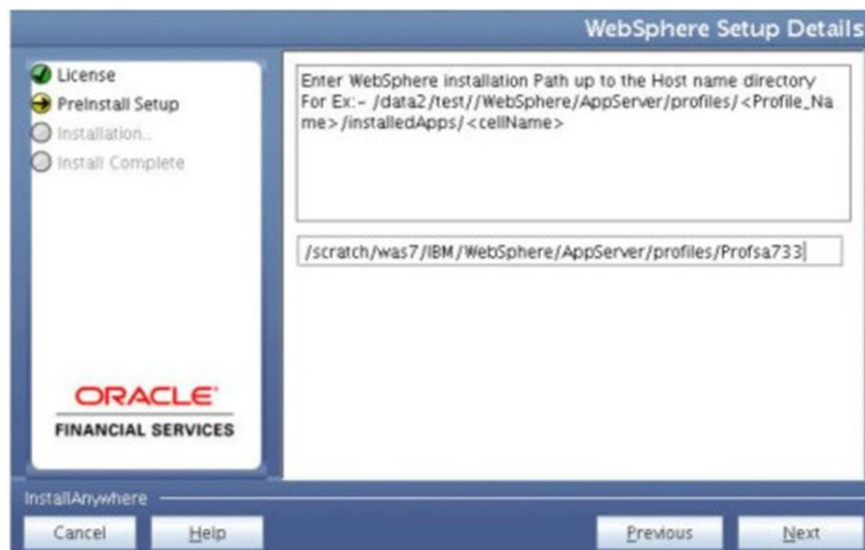 WebSphere Setup Details
License
PreInstall Setup
Installation..
Install Complete
Enter WebSphere installation Path up to the Host name directory
For Ex:- /data2/test//WebSphere/AppServer/profiles/<Profile_Na
me>/installedApps/<cellName>
/scratch/was7/IBM/WebSphere/AppServer/profiles/Profsa733
ORACLE
FINANCIAL SERVICES
InstallAnywhere
Cancel
Help
Previous
Next